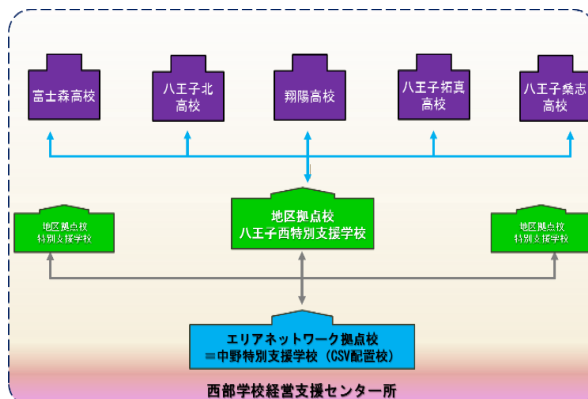 富士森高校
八王子北
高校
翔陽高校
八王子拓真
高校
八王子桑志
高校
地区拠点校
特別支援学校
地区拠点校
八王子西特別支援学校
地区拠点校
特別支援学校
エリアネットワーク拠点校
＝中野特別支援学校（CSV配置校）
西部学校経営支援センター所